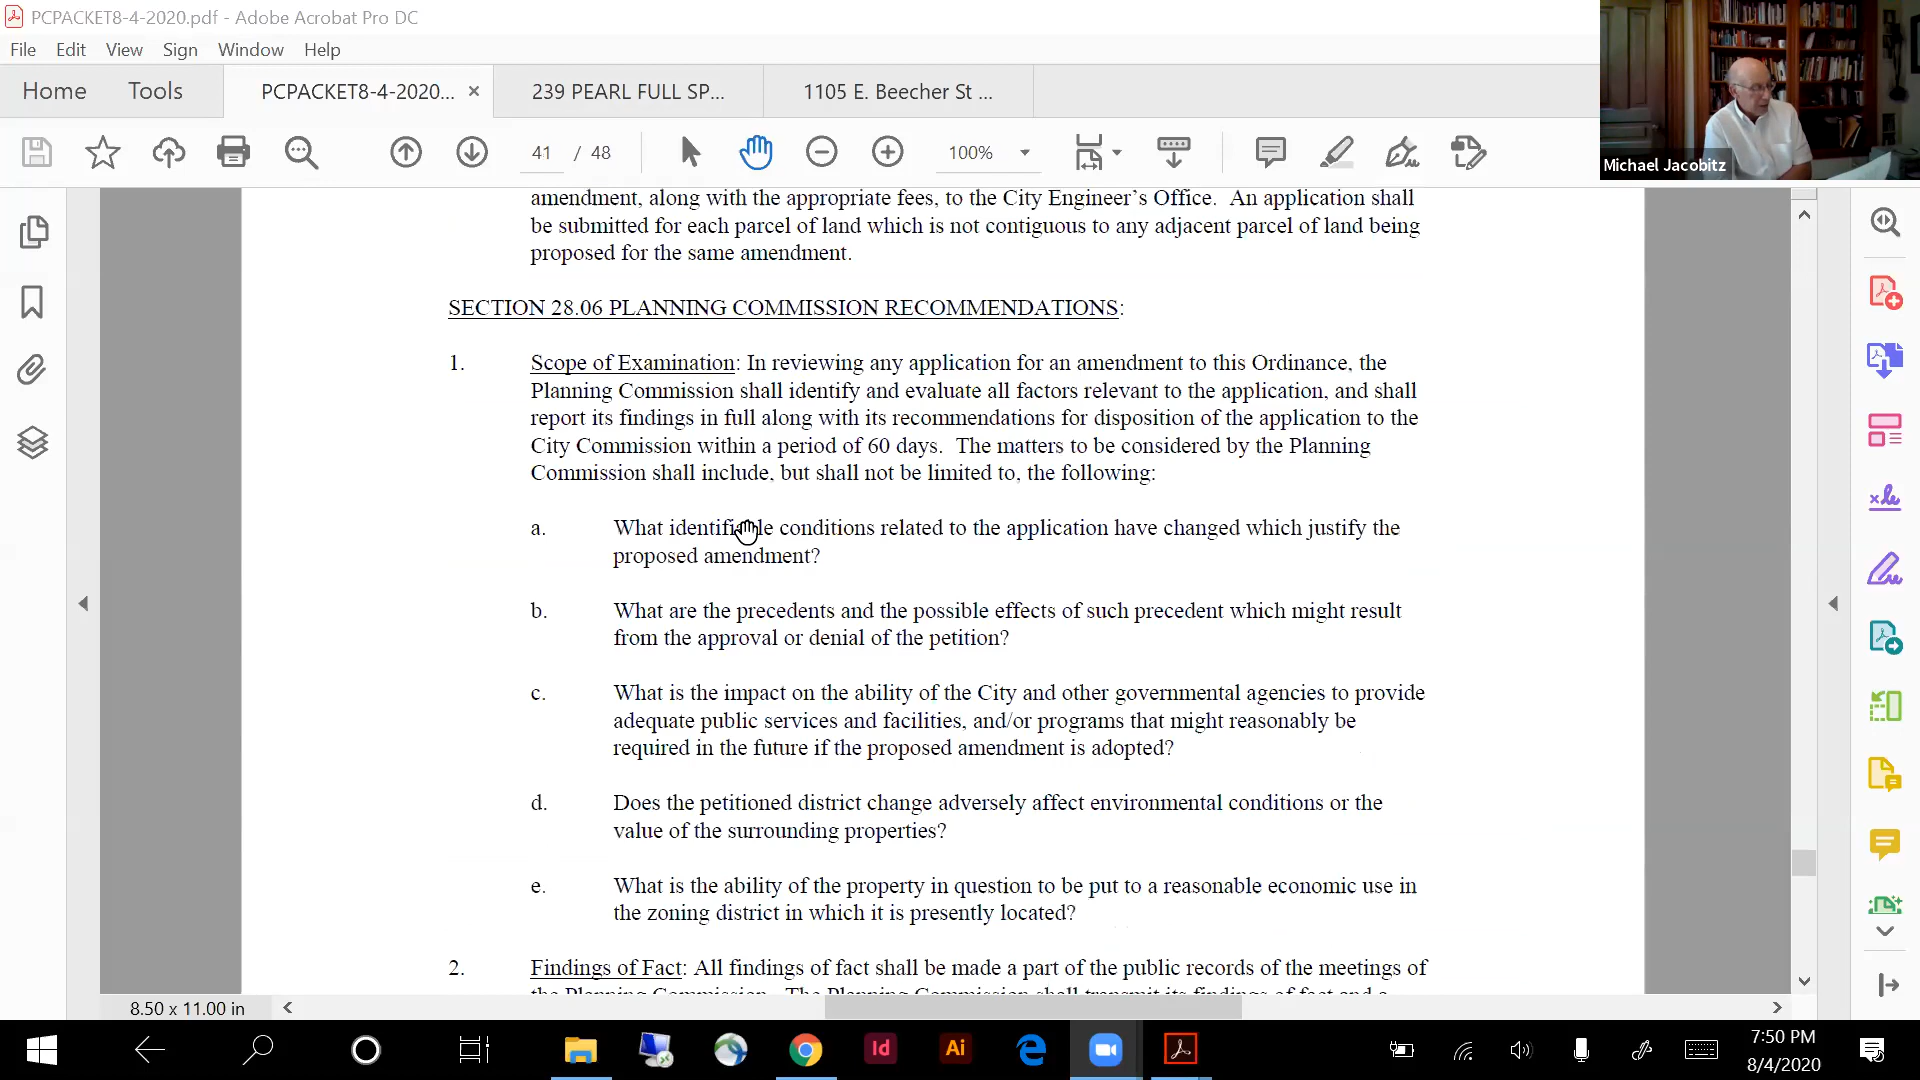 PCPACKET8-4-2020.pdf - Adobe Acrobat Pro DC
File Edit View Sign Window Help
Home Tools PCPACKET8-4-2020... × 239 PEARL FULL SP... 1105 E. Beecher St ...
41 / 48 100%
Michael Jacobitz
amendment, along with the appropriate fees, to the City Engineer's Office. An application shall
be submitted for each parcel of land which is not contiguous to any adjacent parcel of land being
proposed for the same amendment.
SECTION 28.06 PLANNING COMMISSION RECOMMENDATIONS:
1. Scope of Examination: In reviewing any application for an amendment to this Ordinance, the
Planning Commission shall identify and evaluate all factors relevant to the application, and shall
report its findings in full along with its recommendations for disposition of the application to the
City Commission within a period of 60 days. The matters to be considered by the Planning
Commission shall include, but shall not be limited to, the following:
a. What identifiable conditions related to the application have changed which justify the
proposed amendment?
b. What are the precedents and the possible effects of such precedent which might result
from the approval or denial of the petition?
c. What is the impact on the ability of the City and other governmental agencies to provide
adequate public services and facilities, and/or programs that might reasonably be
required in the future if the proposed amendment is adopted?
d. Does the petitioned district change adversely affect environmental conditions or the
value of the surrounding properties?
e. What is the ability of the property in question to be put to a reasonable economic use in
the zoning district in which it is presently located?
2. Findings of Fact: All findings of fact shall be made a part of the public records of the meetings of
the Planning Commission. The Planning Commission shall transmit its findings of fact and a
8.50 x 11.00 in
Id Ai
7:50 PM
8/4/2020